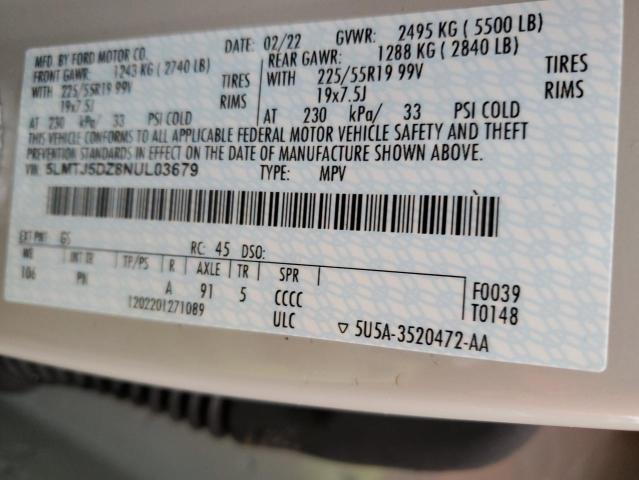 MFD. BY FORD MOTOR CO.
DATE: 02/22 GVWR: 2495 KG ( 5500 LB)
FRONT GAWR: 1243 KG ( 2740 LB)
REAR GAWR: 1288 KG ( 2840 LB)
WITH 225/55R19 99V TIRES
WITH 225/55R19 99V TIRES
19x7.5J RIMS
19x7.5J RIMS
AT 230 kPa/ 33 PSI COLD
AT 230 kPa/ 33 PSI COLD
THIS VEHICLE CONFORMS TO ALL APPLICABLE FEDERAL MOTOR VEHICLE SAFETY AND THEFT
PREVENTION STANDARDS IN EFFECT ON THE DATE OF MANUFACTURE SHOWN ABOVE.
VIN: 5LMTJ5DZ8NUL03679 TYPE: MPV
EXT PNT: G5 RC: 45 DSO:
WB INT TR TP/PS R AXLE TR SPR
106 PN A 91 5 CCCC
F0039
1202201271089 ULC
T0148
▽ 5U5A-3520472-AA